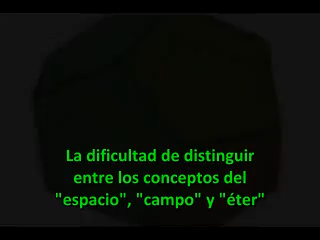 La dificultad de distinguir
entre los conceptos del
"espacio", "campo" y "éter"